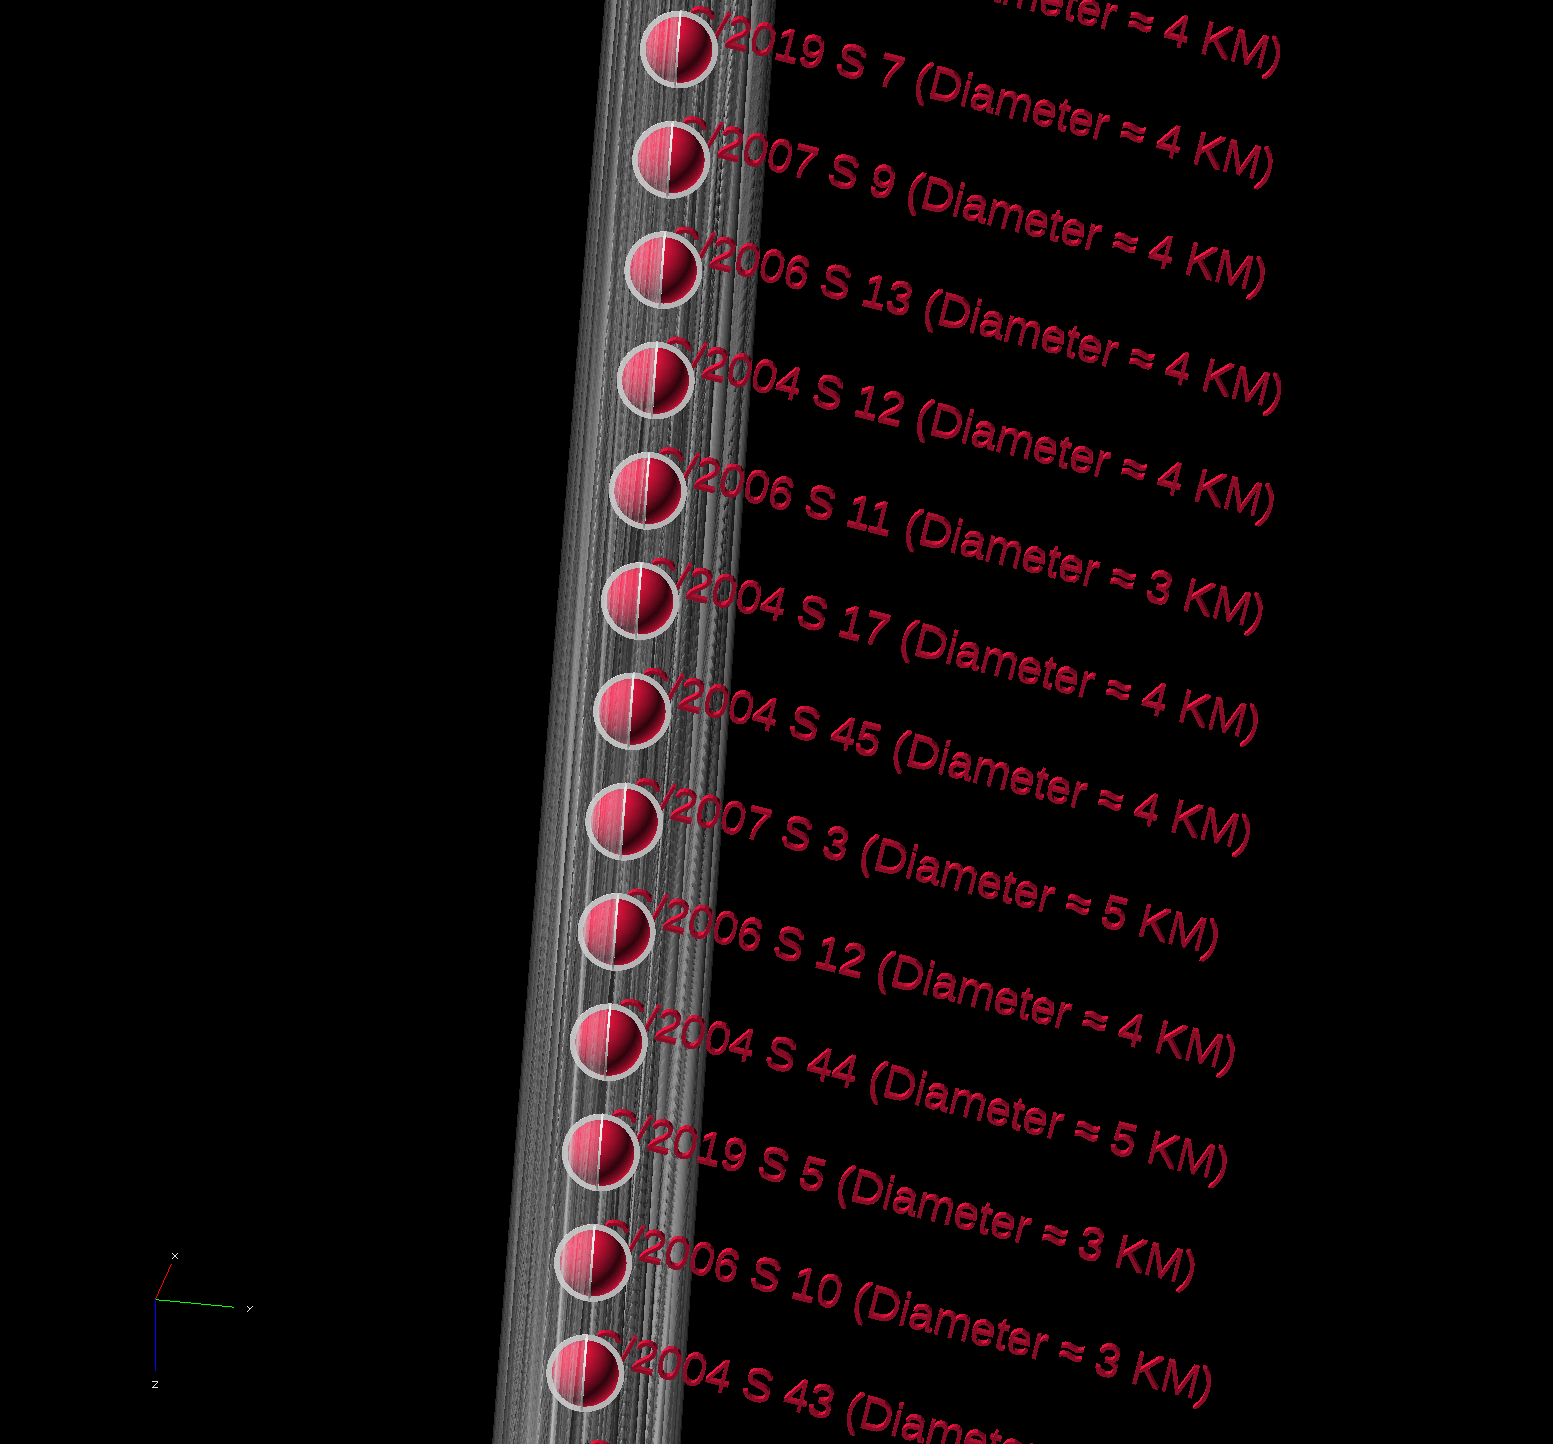 ameter ≈ 4 KM)
S/2019 S 7 (Diameter ≈ 4 KM)
S/2007 S 9 (Diameter ≈ 4 KM)
S/2006 S 13 (Diameter ≈ 4 KM)
S/2004 S 12 (Diameter ≈ 4 KM)
S/2006 S 11 (Diameter ≈ 3 KM)
S/2004 S 17 (Diameter ≈ 4 KM)
S/2004 S 45 (Diameter ≈ 4 KM)
S/2007 S 3 (Diameter ≈ 5 KM)
S/2006 S 12 (Diameter ≈ 4 KM)
S/2004 S 44 (Diameter ≈ 5 KM)
S/2019 S 5 (Diameter ≈ 3 KM)
S/2006 S 10 (Diameter ≈ 3 KM)
S/2004 S 43 (Diamete
x
y
z